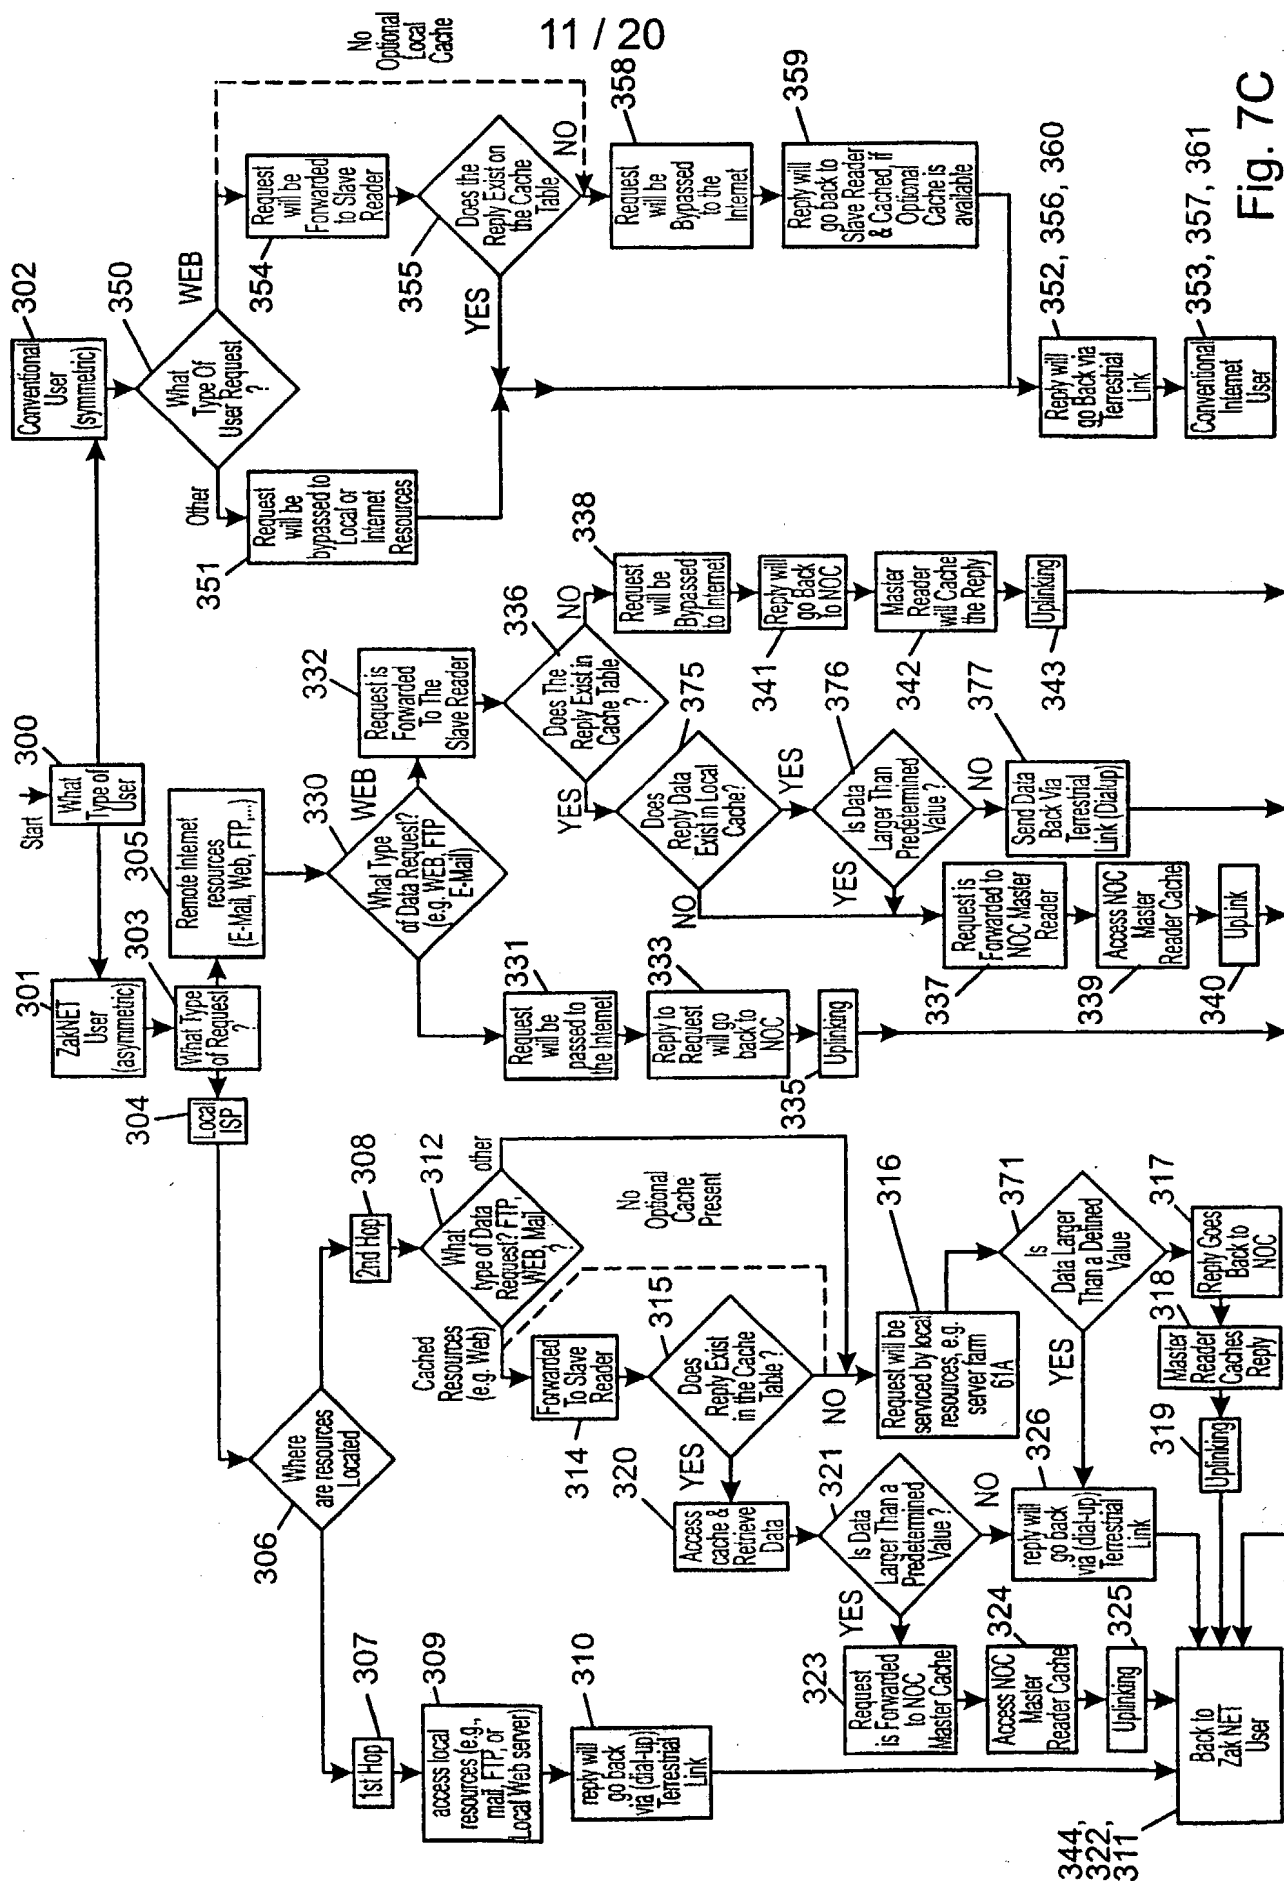 11 / 20
Fig. 7C
Start
300
What
Type of
User
301
ZakNET
User
(asymmetric)
302
Conventional
User
(symmetric)
303
What Type
of Request
?
304
Local
ISP
305
Remote Internet
resources
(E-Mail, Web, FTP,....)
306
Where
are resources
Located
307
1st Hop
309
access local
resources (e.g.,
mail, FTP, or
Local Web server)
310
reply will
go back
via (dial-up)
Terrestrial
Link
308
2nd Hop
312
What
type of Data
Request? FTP,
WEB, Mail
?
other
Cached
Resources
(e.g. Web)
No
Optional
Cache
Present
314
Forwarded
To Slave
Reader
315
Does
Reply Exist
in the Cache
Table ?
YES
NO
320
Access
cache &
Retrieve
Data
321
Is Data
Larger Than a
Predetermined
Value ?
YES
NO
323
Request
is Forwarded
to NOC
Master Cache
324
Access NOC
Master
Reader Cache
325
Uplinking
326
reply will
go back
via (dial-up)
Terrestrial
Link
316
Request will be
serviced by local
resources, e.g.
server farm
61A
371
Is
Data Larger
Than a Defined
Value
YES
317
Reply Goes
Back to
NOC
318
Master
Reader
Caches
Reply
319
Uplinking
344,
322,
311
Back to
Zak NET
User
330
What Type
of Data Request?
(e.g. WEB, FTP
E-Mail)
WEB
331
Request
will be
passed to
the Internet
333
Reply to
Request
will go
back to
NOC
335
Uplinking
332
Request is
Forwarded
To The
Slave Reader
336
Does The
Reply Exist in
Cache Table
?
YES
NO
375
Does
Reply Data
Exist in Local
Cache?
NO
YES
376
Is Data
Larger Than
Predetermined
Value ?
YES
NO
377
Send Data
Back Via
Terrestrial
Link (Dialup)
337
Request is
Forwarded to
NOC Master
Reader
339
Access NOC
Master
Reader Cache
340
UpLink
338
Request
will be
Bypassed
to Internet
341
Reply will
go Back
to NOC
342
Master
Reader
will Cache
the Reply
343
Uplinking
350
What
Type Of
User Request
?
Other
WEB
No
Optional
Local
Cache
351
Request
will be
bypassed to
Local or
Internet
Resources
354
Request
will be
Forwarded
to Slave
Reader
355
Does the
Reply Exist on
the Cache
Table
YES
NO
358
Request
will be
Bypassed
to the
Internet
359
Reply will
go back to
Slave Reader
& Cached, if
Optional
Cache is
available
352, 356, 360
Reply will
go Back via
Terrestrial
Link
353, 357, 361
Conventional
Internet
User